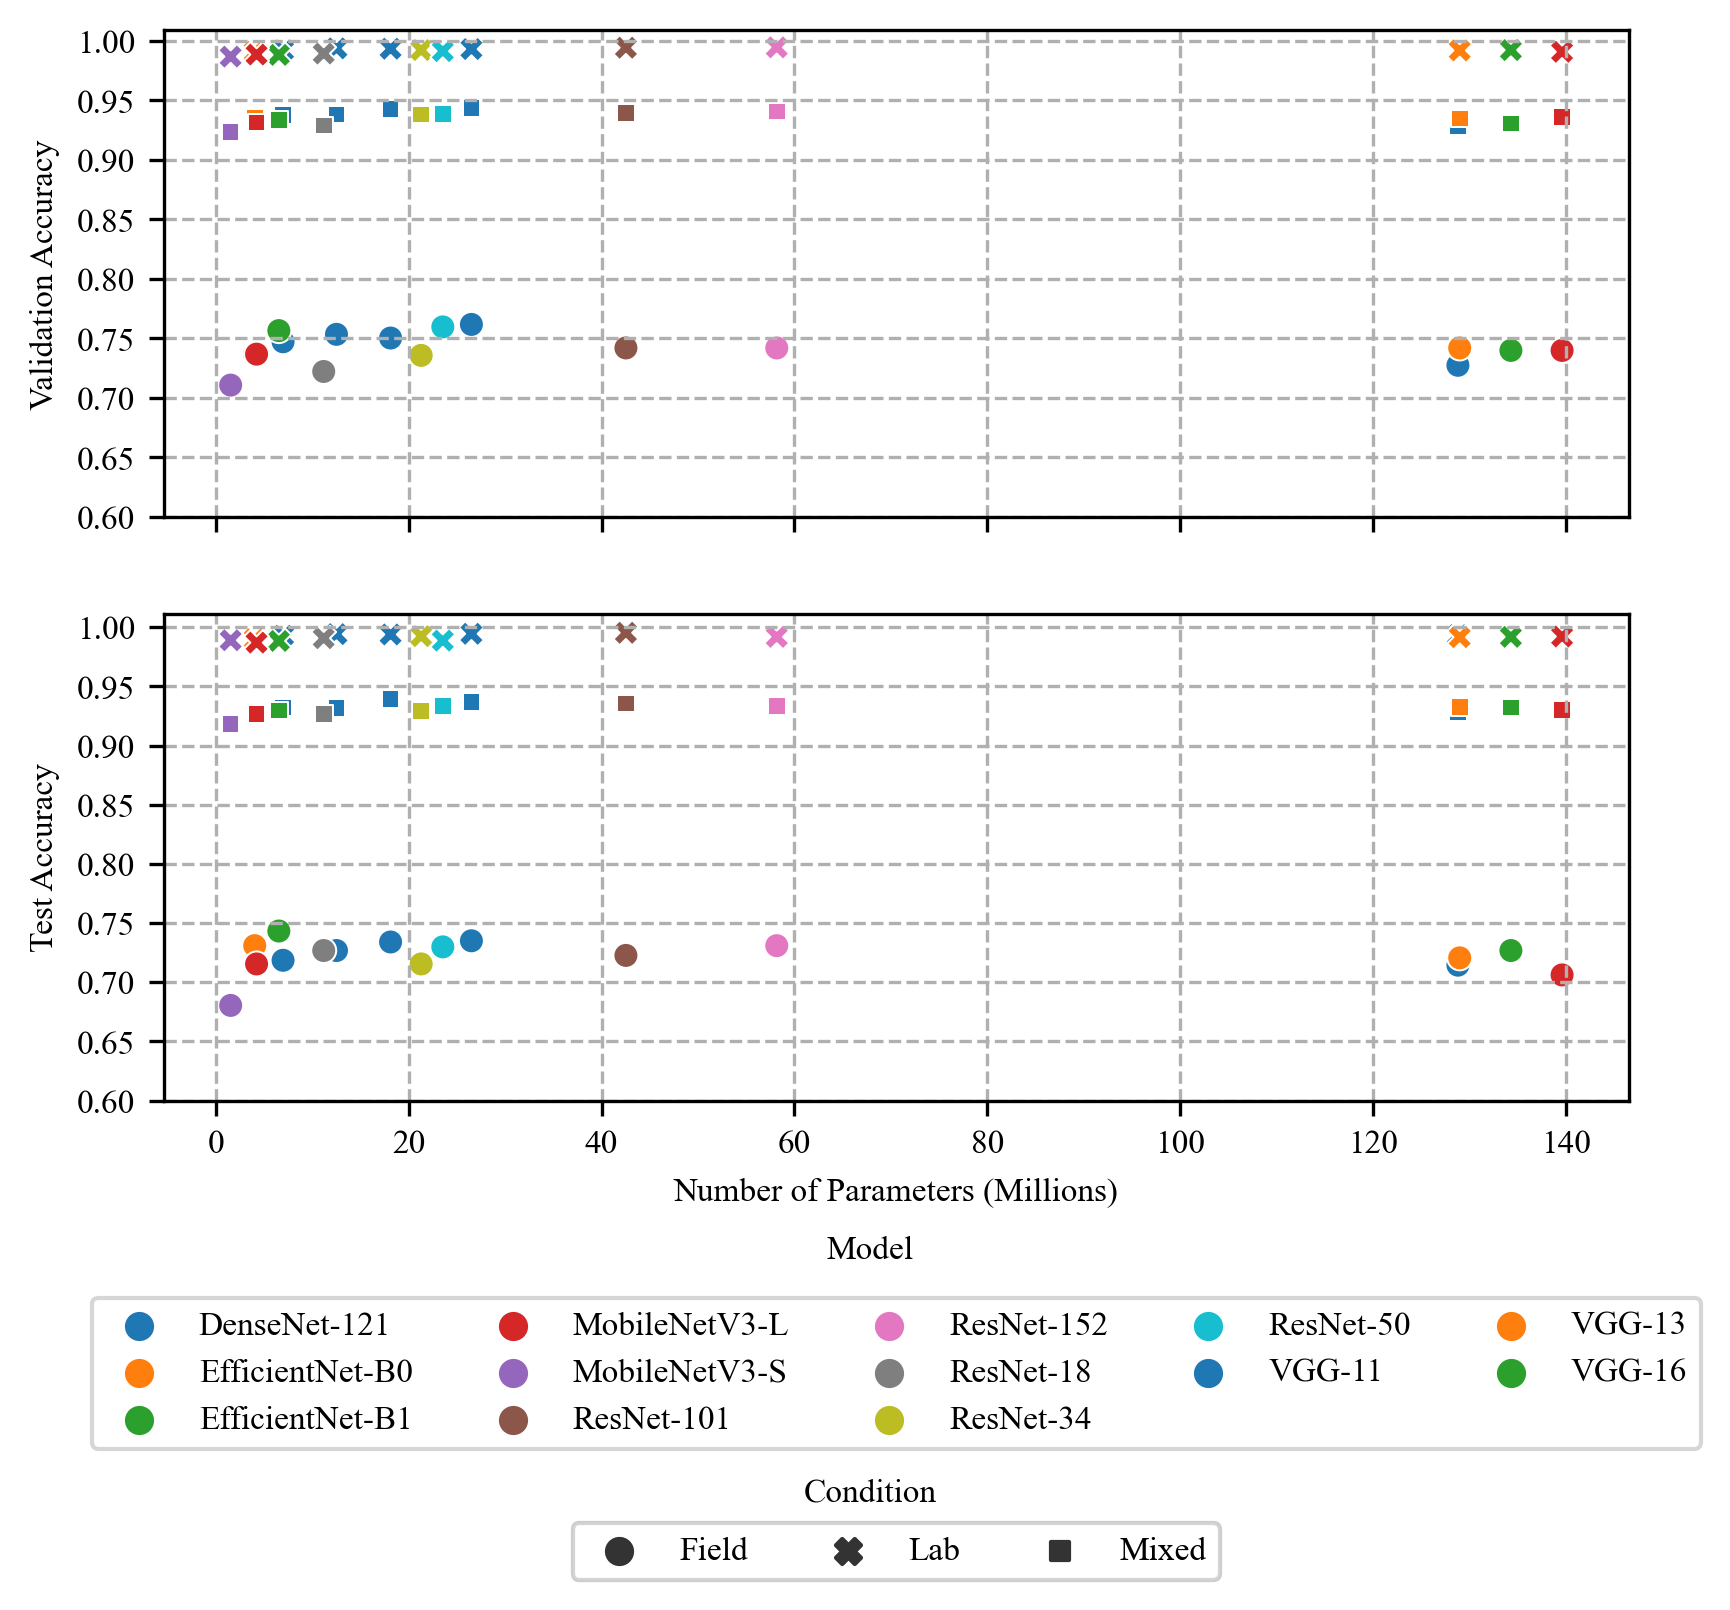 1.00
0.95
0.90
0.85
0.80
0.75
0.70
0.65
0.60
Validation Accuracy
1.00
0.95
0.90
0.85
0.80
0.75
0.70
0.65
0.60
Test Accuracy
0 20 40 60 80 100 120 140
Number of Parameters (Millions)
Model
DenseNet-121 MobileNetV3-L ResNet-152 ResNet-50 VGG-13
EfficientNet-B0 MobileNetV3-S ResNet-18 VGG-11 VGG-16
EfficientNet-B1 ResNet-101 ResNet-34
Condition
Field Lab Mixed